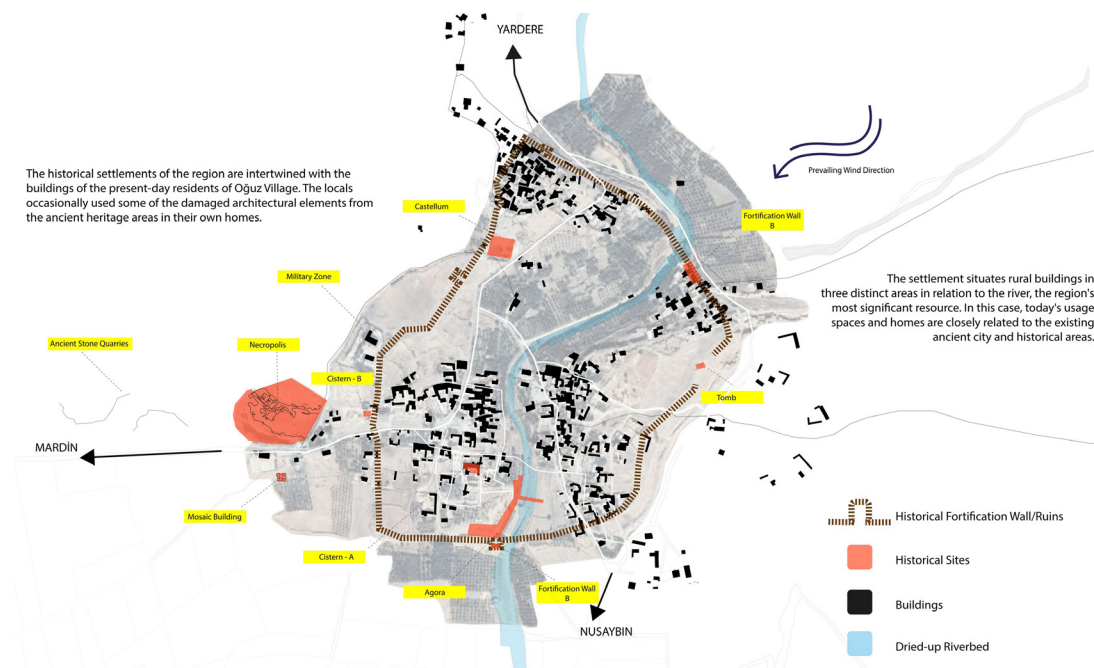 YARDERE
Prevailing Wind Direction
The historical settlements of the region are intertwined with the
buildings of the present-day residents of Oğuz Village. The locals
occasionally used some of the damaged architectural elements from
the ancient heritage areas in their own homes.
Castellum
Fortification Wall
B
Military Zone
The settlement situates rural buildings in
three distinct areas in relation to the river, the region's
most significant resource. In this case, today's usage
spaces and homes are closely related to the existing
ancient city and historical areas.
Ancient Stone Quarries
Necropolis
Cistern - B
Tomb
MARDİN
Mosaic Building
Historical Fortification Wall/Ruins
Cistern - A
Historical Sites
Agora
Fortification Wall
B
Buildings
NUSAYBIN
Dried-up Riverbed